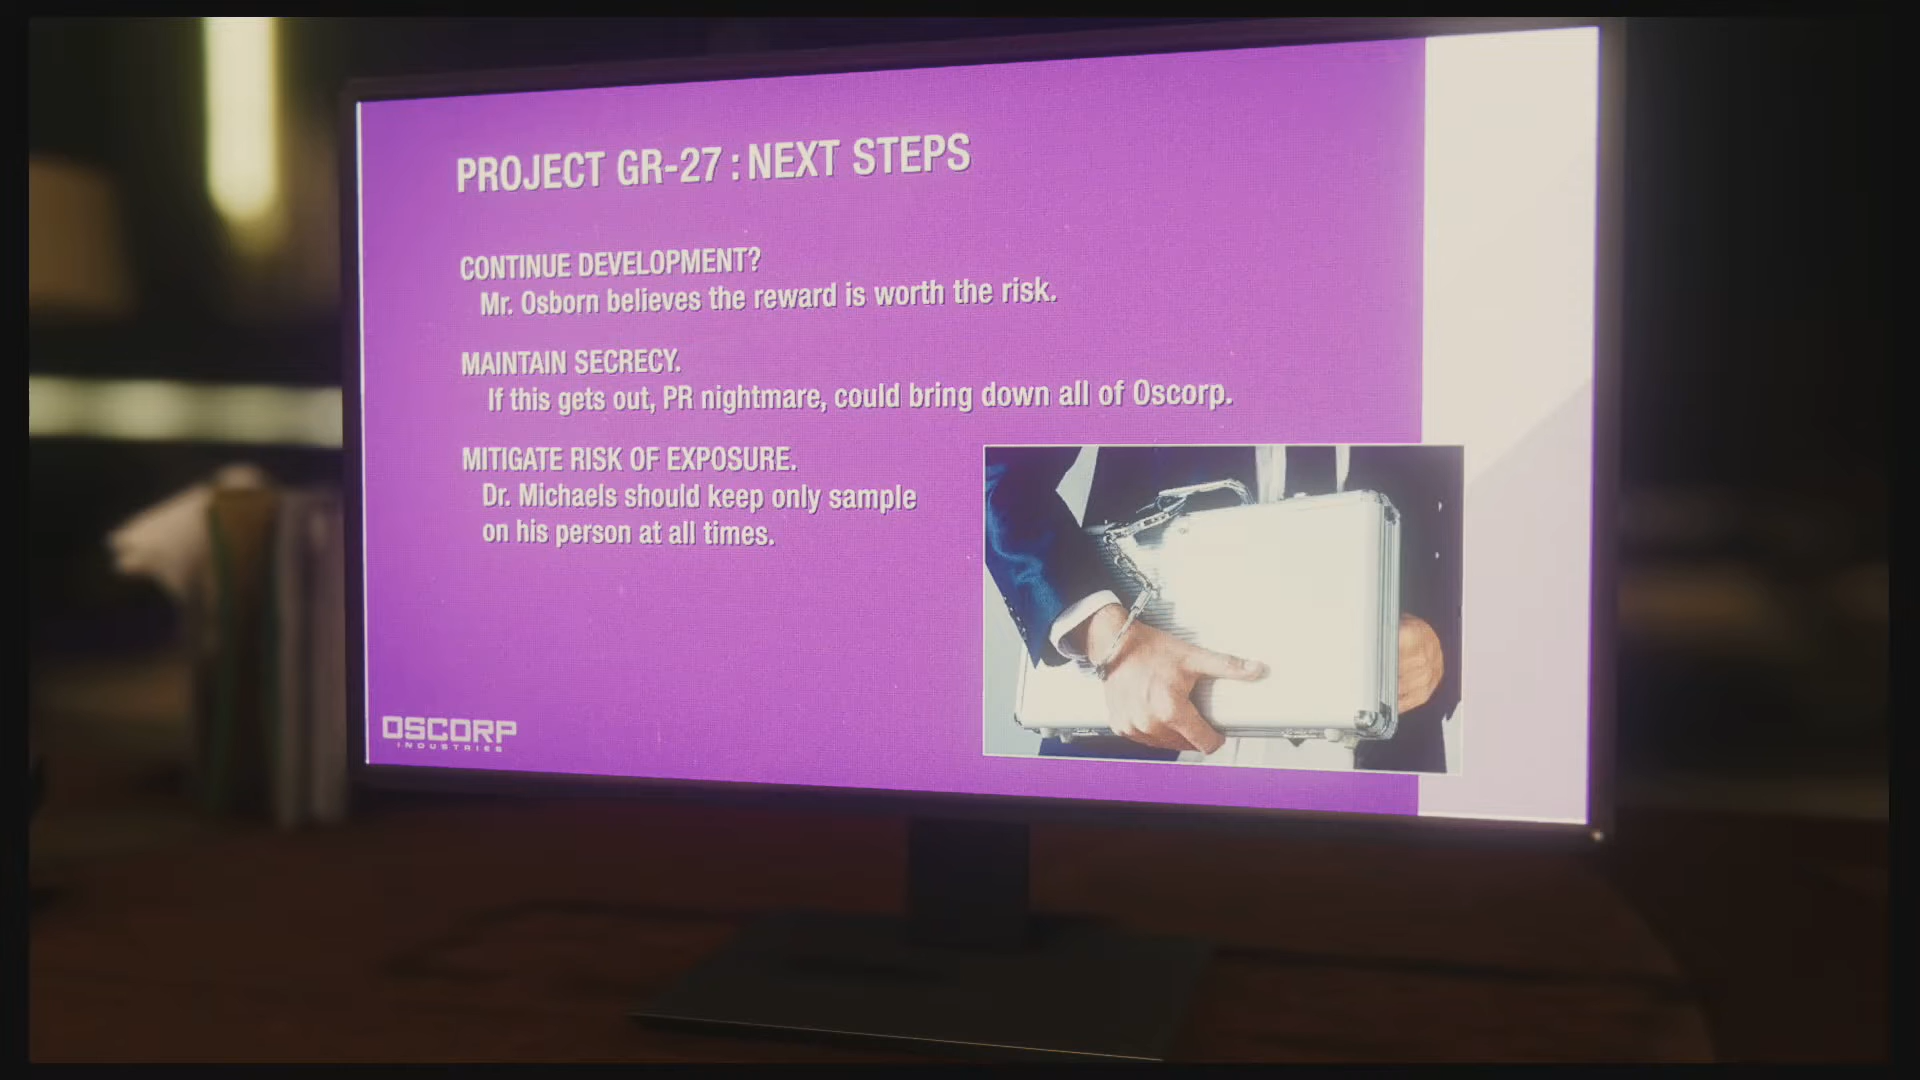 PROJECT GR-27 : NEXT STEPS
CONTINUE DEVELOPMENT?
Mr. Osborn believes the reward is worth the risk.
MAINTAIN SECRECY.
If this gets out, PR nightmare, could bring down all of Oscorp.
MITIGATE RISK OF EXPOSURE.
Dr. Michaels should keep only sample
on his person at all times.
OSCORP
INDUSTRIES